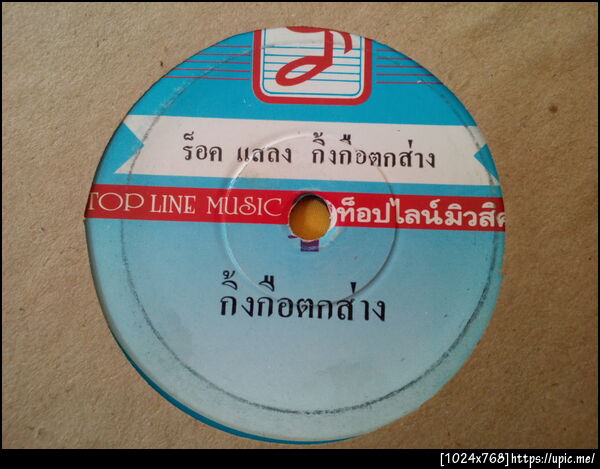 ร็อค แลลง กิ้งกือตกส่าง
TOP LINE MUSIC ท็อปไลน์มิวสิค
กิ้งกือตกส่าง
[1024x768]https://upic.me/